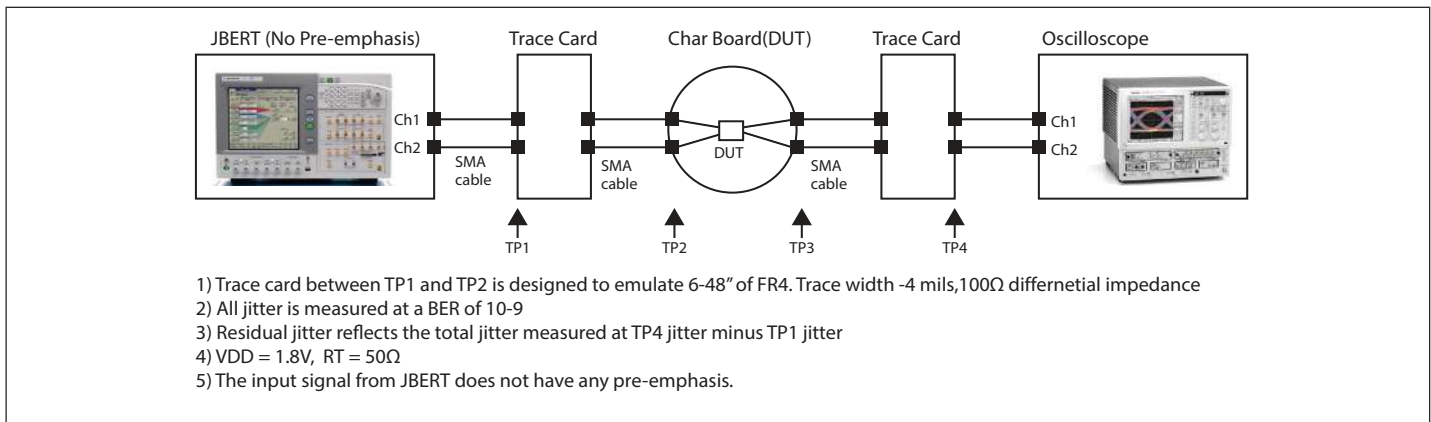 JBERT (No Pre-emphasis)
Trace Card
Char Board(DUT)
Trace Card
Oscilloscope
Ch1
Ch2
SMA
cable
SMA
cable
DUT
SMA
cable
Ch1
Ch2
TP1
TP2
TP3
TP4
1) Trace card between TP1 and TP2 is designed to emulate 6-48” of FR4. Trace width -4 mils,100Ω differnetial impedance
2) All jitter is measured at a BER of 10-9
3) Residual jitter reflects the total jitter measured at TP4 jitter minus TP1 jitter
4) VDD = 1.8V, RT = 50Ω
5) The input signal from JBERT does not have any pre-emphasis.